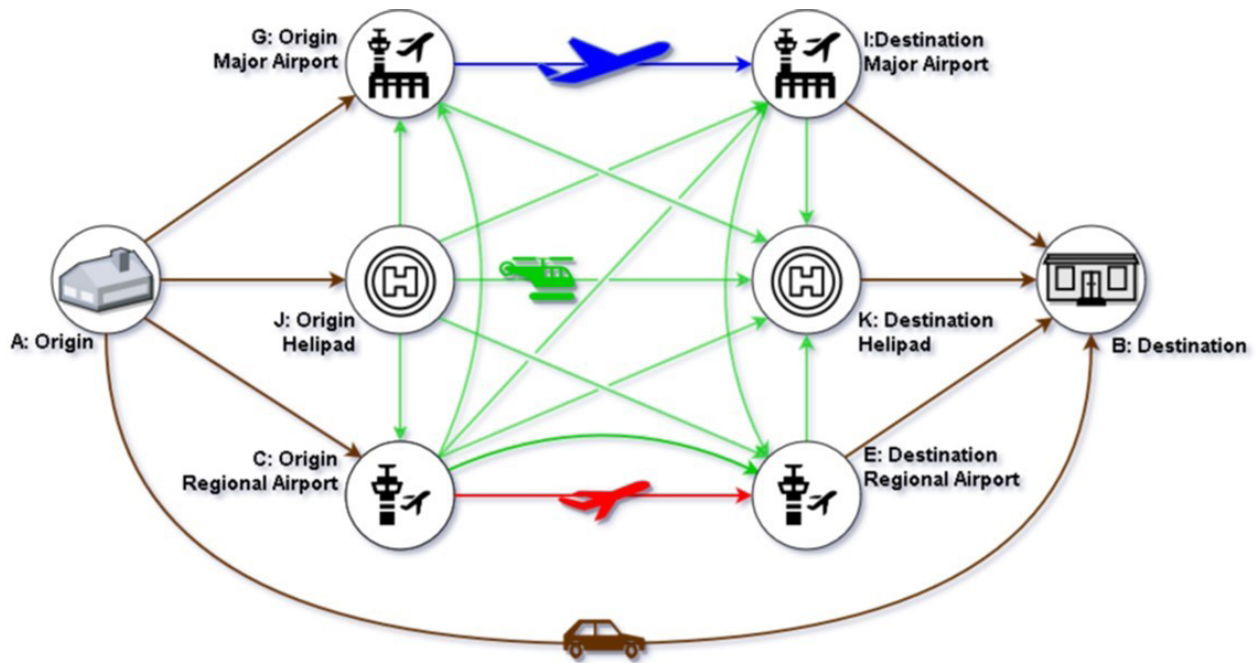 G: Origin
Major Airport
I:Destination
Major Airport
A: Origin
J: Origin
Helipad
H
H
K: Destination
Helipad
B: Destination
C: Origin
Regional Airport
E: Destination
Regional Airport